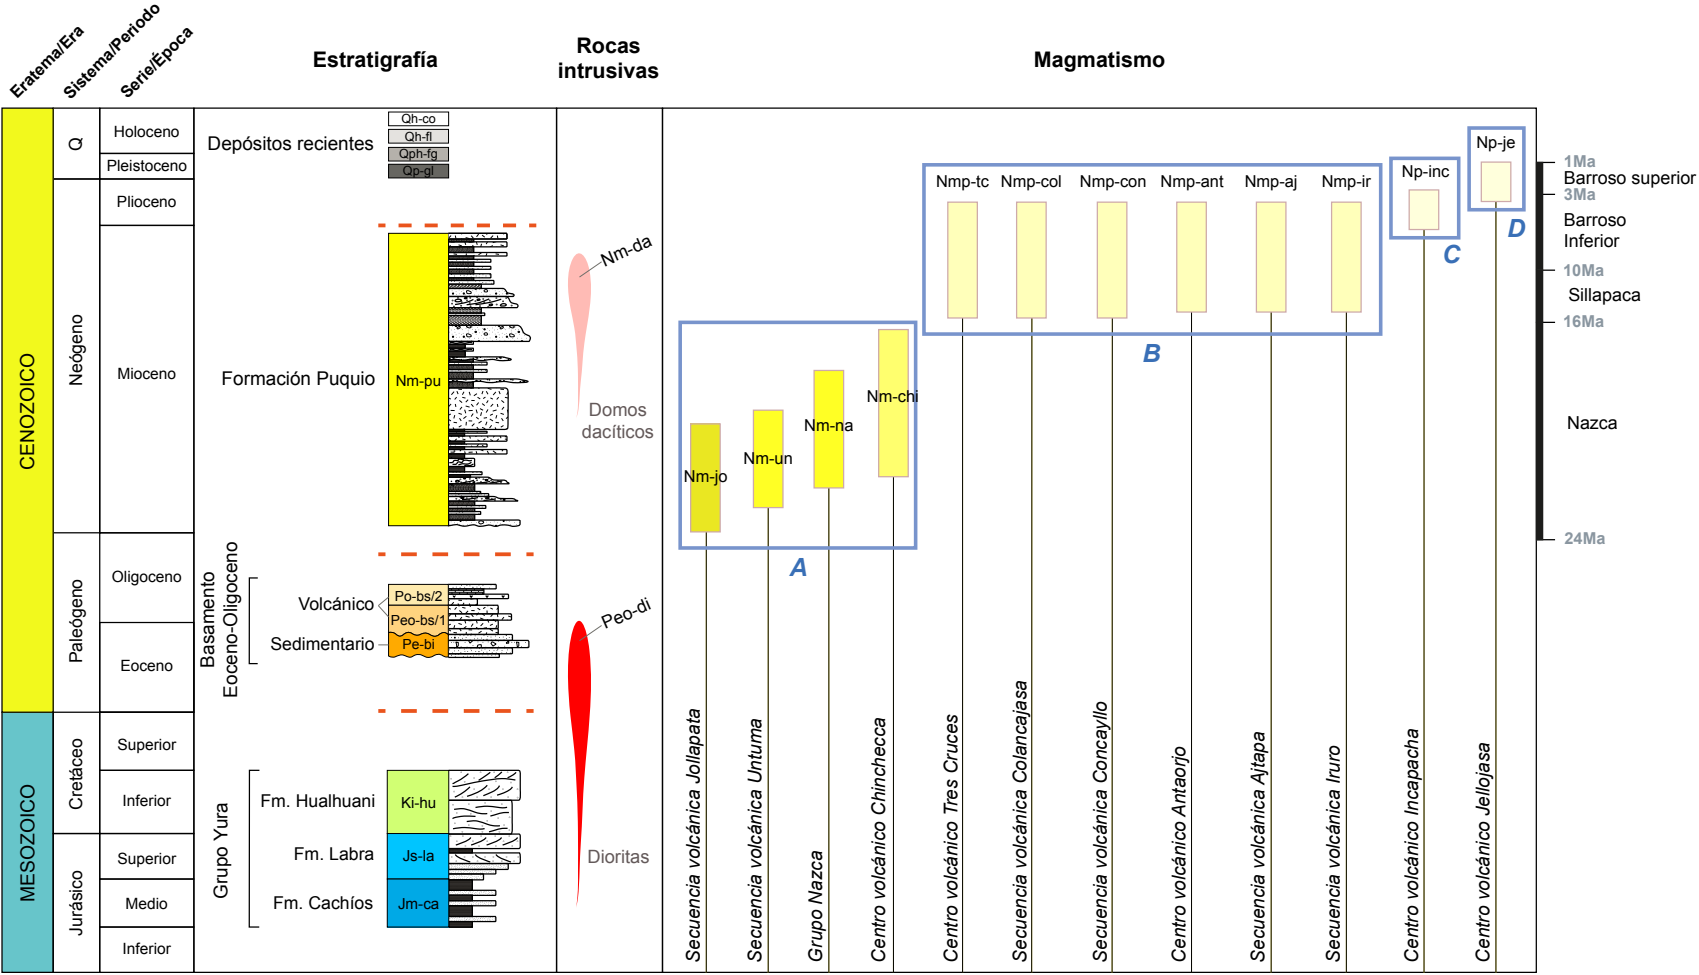 Eratema/Era
Sistema/Periodo
Serie/Época
Estratigrafía
Rocas
intrusivas
Magmatismo
CENOZOICO
MESOZOICO
Q
Neógeno
Paleógeno
Cretáceo
Jurásico
Holoceno
Pleistoceno
Plioceno
Mioceno
Oligoceno
Eoceno
Superior
Inferior
Superior
Medio
Inferior
Depósitos recientes
Qh-co
Qh-fl
Qph-fg
Qp-gl
Formación Puquio
Nm-pu
Basamento
Eoceno-Oligoceno
Volcánico
Sedimentario
Po-bs/2
Peo-bs/1
Pe-bi
Grupo Yura
Fm. Hualhuani
Ki-hu
Fm. Labra
Js-la
Fm. Cachíos
Jm-ca
Nm-da
Domos
dacíticos
Peo-di
Dioritas
Nm-jo
Nm-un
Nm-na
Nm-chi
A
Nmp-tc
Nmp-col
Nmp-con
Nmp-ant
Nmp-aj
Nmp-ir
B
Np-inc
C
Np-je
D
Secuencia volcánica Jollapata
Secuencia volcánica Untuma
Grupo Nazca
Centro volcánico Chinchecca
Centro volcánico Tres Cruces
Secuencia volcánica Colancajasa
Secuencia volcánica Concayllo
Centro volcánico Antaorjo
Secuencia volcánica Ajtapa
Secuencia volcánica Iruro
Centro volcánico Incapacha
Centro volcánico Jellojasa
1Ma
Barroso superior
3Ma
Barroso
Inferior
10Ma
Sillapaca
16Ma
Nazca
24Ma